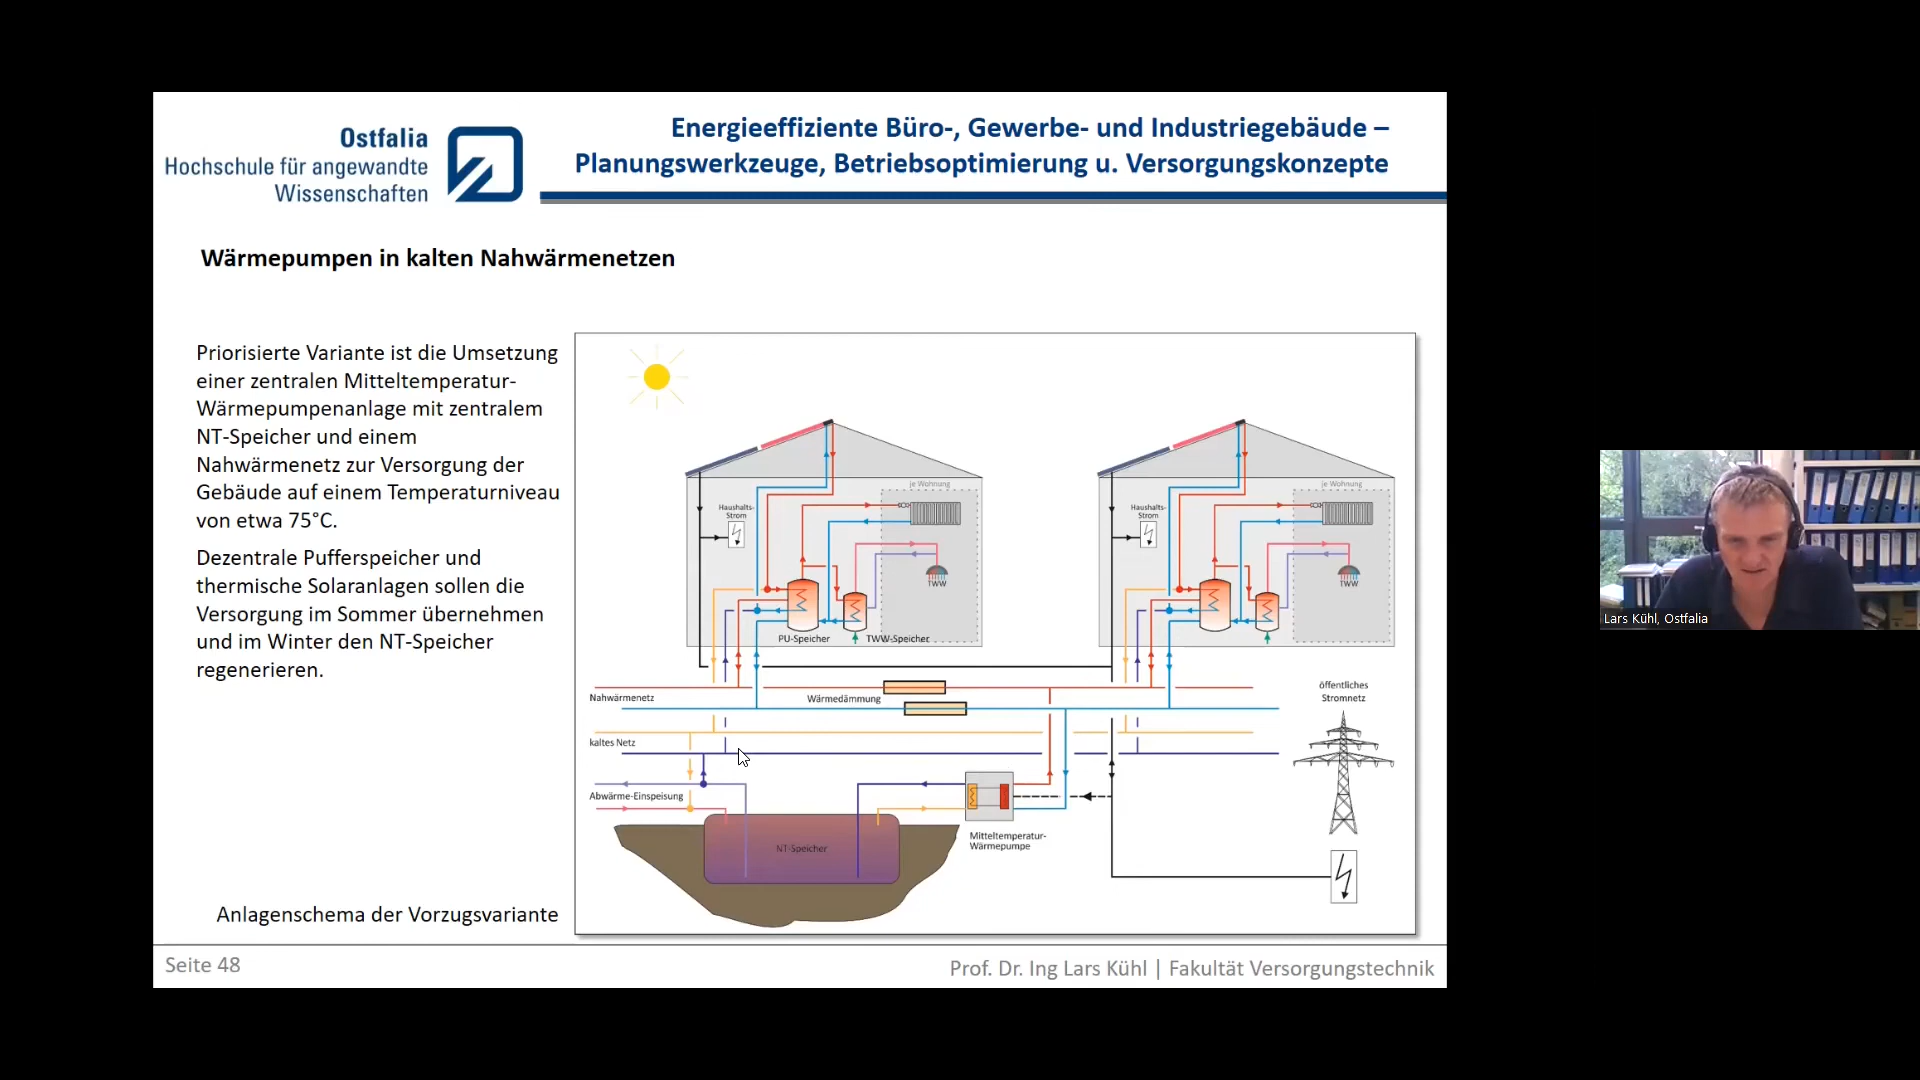 Ostfalia
Hochschule für angewandte
Wissenschaften
Energieeffiziente Büro-, Gewerbe- und Industriegebäude –
Planungswerkzeuge, Betriebsoptimierung u. Versorgungskonzepte
Wärmepumpen in kalten Nahwärmenetzen
Priorisierte Variante ist die Umsetzung
einer zentralen Mitteltemperatur-
Wärmepumpenanlage mit zentralem
NT-Speicher und einem
Nahwärmenetz zur Versorgung der
Gebäude auf einem Temperaturniveau
von etwa 75°C.
Dezentrale Pufferspeicher und
thermische Solaranlagen sollen die
Versorgung im Sommer übernehmen
und im Winter den NT-Speicher
regenerieren.
Anlagenschema der Vorzugsvariante
je Wohnung
Haushalts-
Strom
TWW
PU-Speicher
TWW-Speicher
je Wohnung
Haushalts-
Strom
TWW
Nahwärmenetz
Wärmedämmung
öffentliches
Stromnetz
kaltes Netz
Abwärme-Einspeisung
NT-Speicher
Mitteltemperatur-
Wärmepumpe
Seite 48
Prof. Dr. Ing Lars Kühl | Fakultät Versorgungstechnik
Lars Kühl, Ostfalia